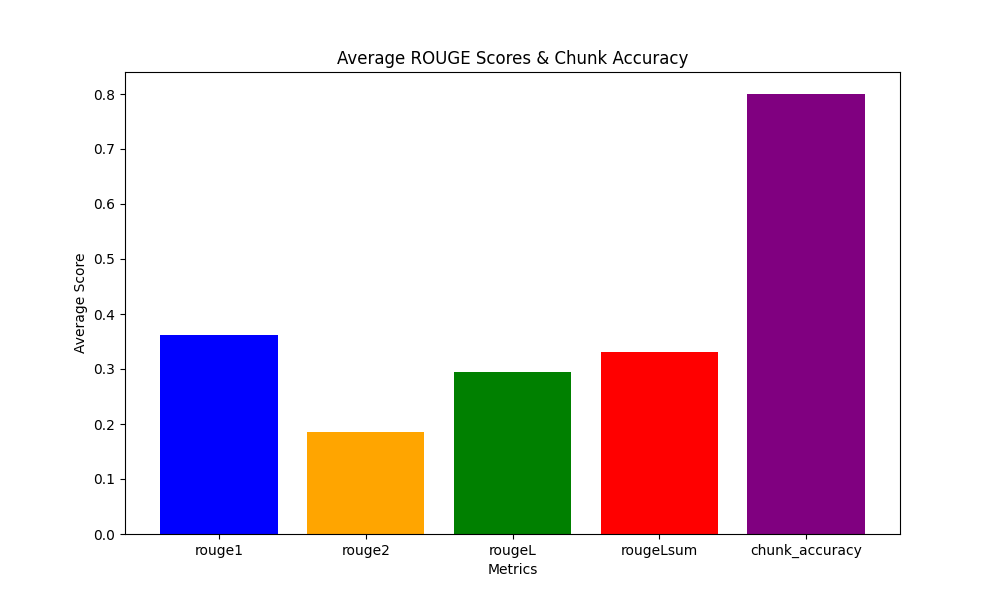 Average ROUGE Scores & Chunk Accuracy
Average Score
0.8
0.7
0.6
0.5
0.4
0.3
0.2
0.1
0.0
rouge1 rouge2 rougeL rougeLsum chunk_accuracy
Metrics